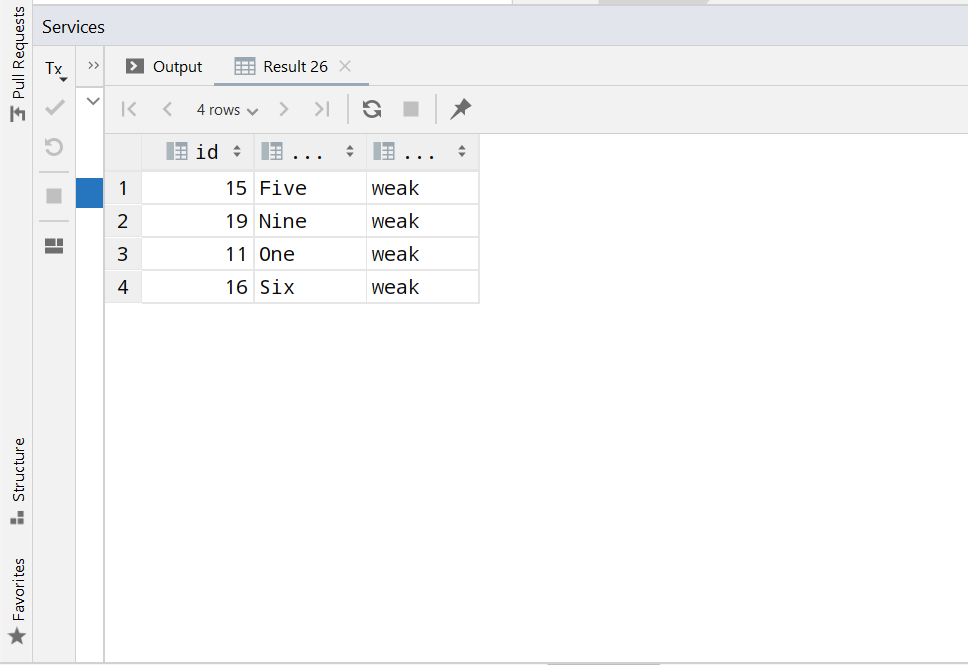 Pull Requests
Services
Tx
Output
Result 26
4 rows
id ... ...
1 15 Five weak
2 19 Nine weak
3 11 One weak
4 16 Six weak
Structure
Favorites